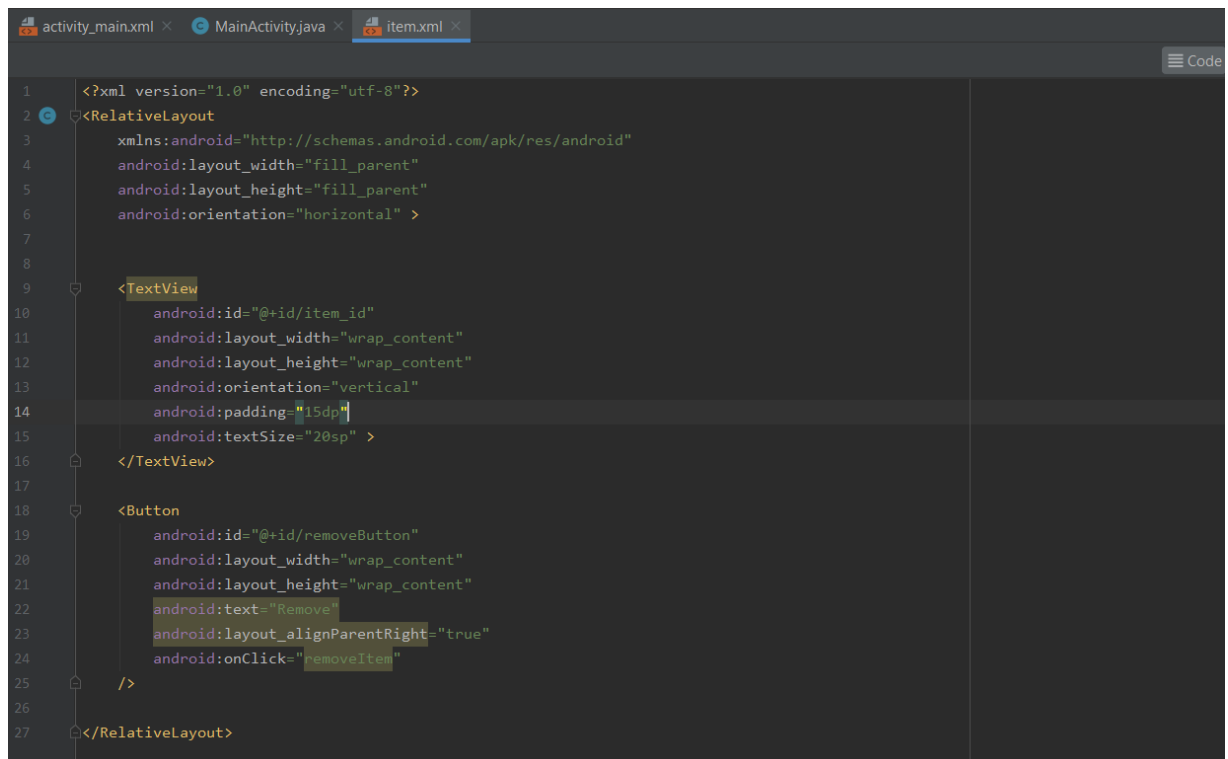 activity_main.xml MainActivity.java item.xml
Code
1 <?xml version="1.0" encoding="utf-8"?>
2 <RelativeLayout
3 xmlns:android="http://schemas.android.com/apk/res/android"
4 android:layout_width="fill_parent"
5 android:layout_height="fill_parent"
6 android:orientation="horizontal" >
7
8
9 <TextView
10 android:id="@+id/item_id"
11 android:layout_width="wrap_content"
12 android:layout_height="wrap_content"
13 android:orientation="vertical"
14 android:padding="15dp"
15 android:textSize="20sp" >
16 </TextView>
17
18 <Button
19 android:id="@+id/removeButton"
20 android:layout_width="wrap_content"
21 android:layout_height="wrap_content"
22 android:text="Remove"
23 android:layout_alignParentRight="true"
24 android:onClick="removeItem"
25 />
26
27 </RelativeLayout>